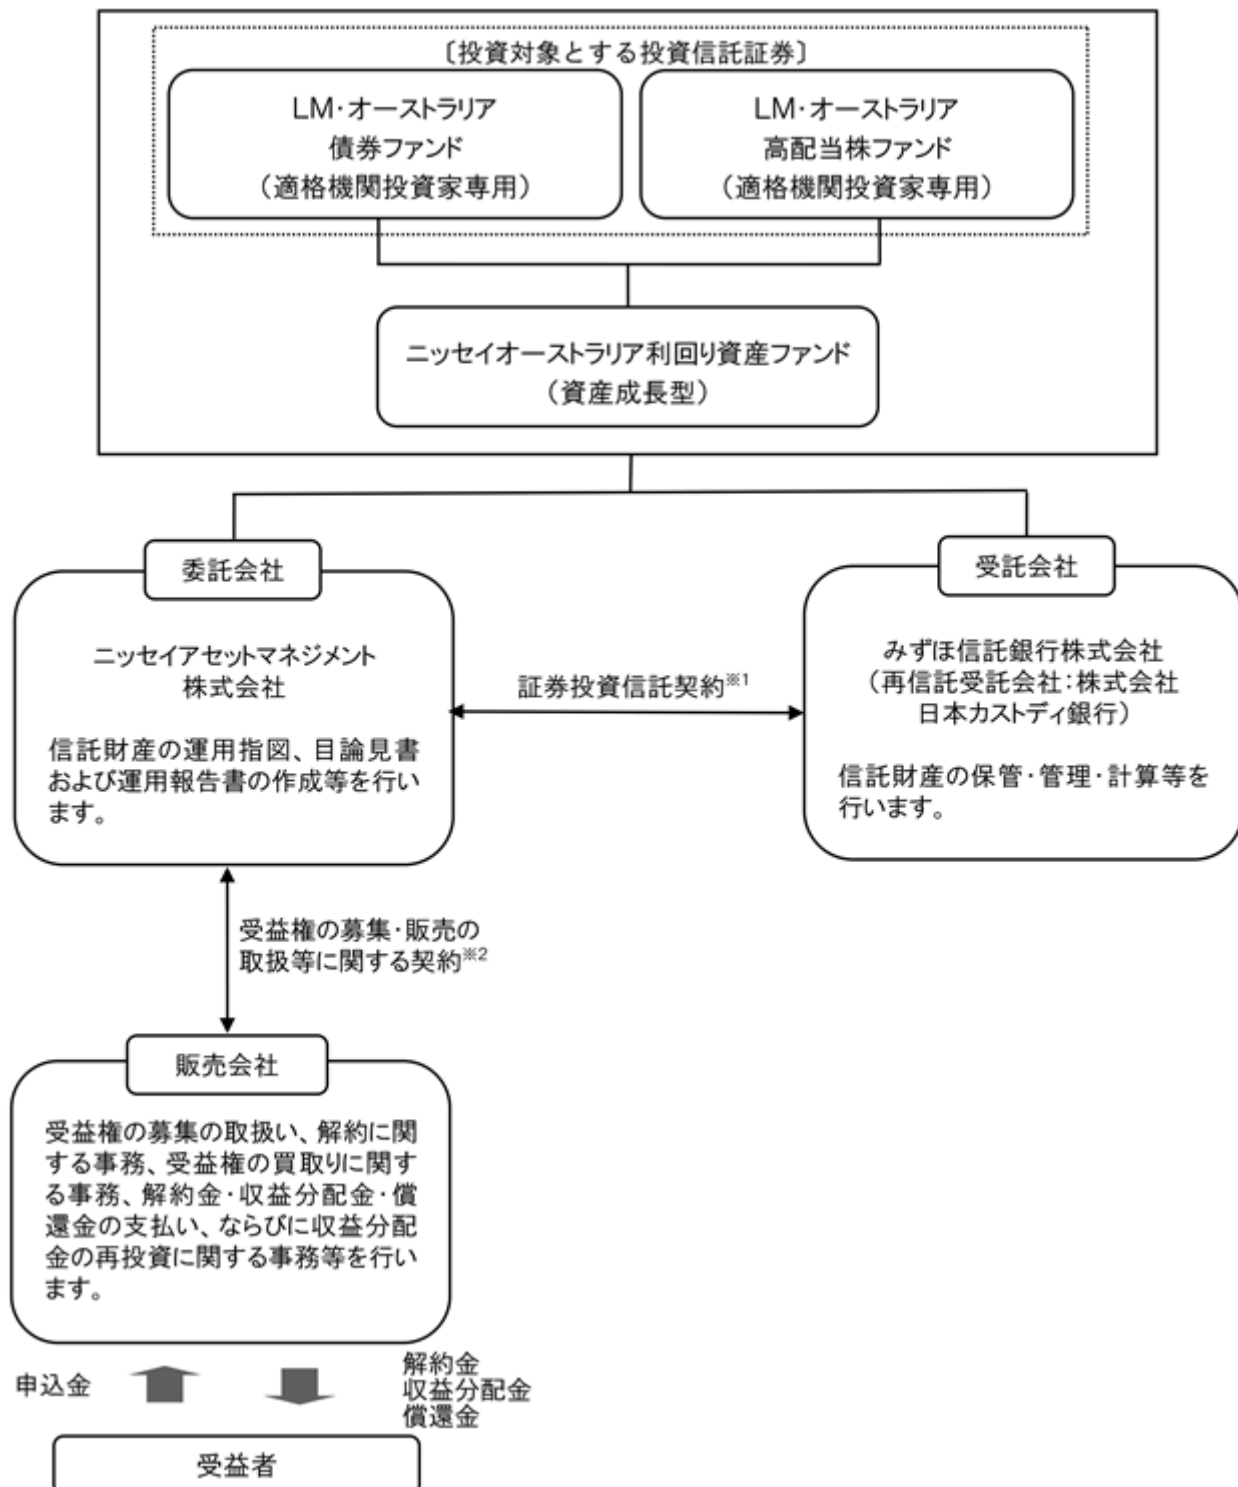 〔投資対象とする投資信託証券〕
LM・オーストラリア
債券ファンド
（適格機関投資家専用）
LM・オーストラリア
高配当株ファンド
（適格機関投資家専用）
ニッセイオーストラリア利回り資産ファンド
（資産成長型）
委託会社
ニッセイアセットマネジメント
株式会社
信託財産の運用指図、目論見書
および運用報告書の作成等を行い
ます。
証券投資信託契約※1
受託会社
みずほ信託銀行株式会社
（再信託受託会社：株式会社
日本カストディ銀行）
信託財産の保管・管理・計算等を
行います。
受益権の募集・販売の
取扱等に関する契約※2
販売会社
受益権の募集の取扱い、解約に関
する事務、受益権の買取りに関す
る事務、解約金・収益分配金・償
還金の支払い、ならびに収益分配
金の再投資に関する事務等を行い
ます。
申込金
解約金
収益分配金
償還金
受益者